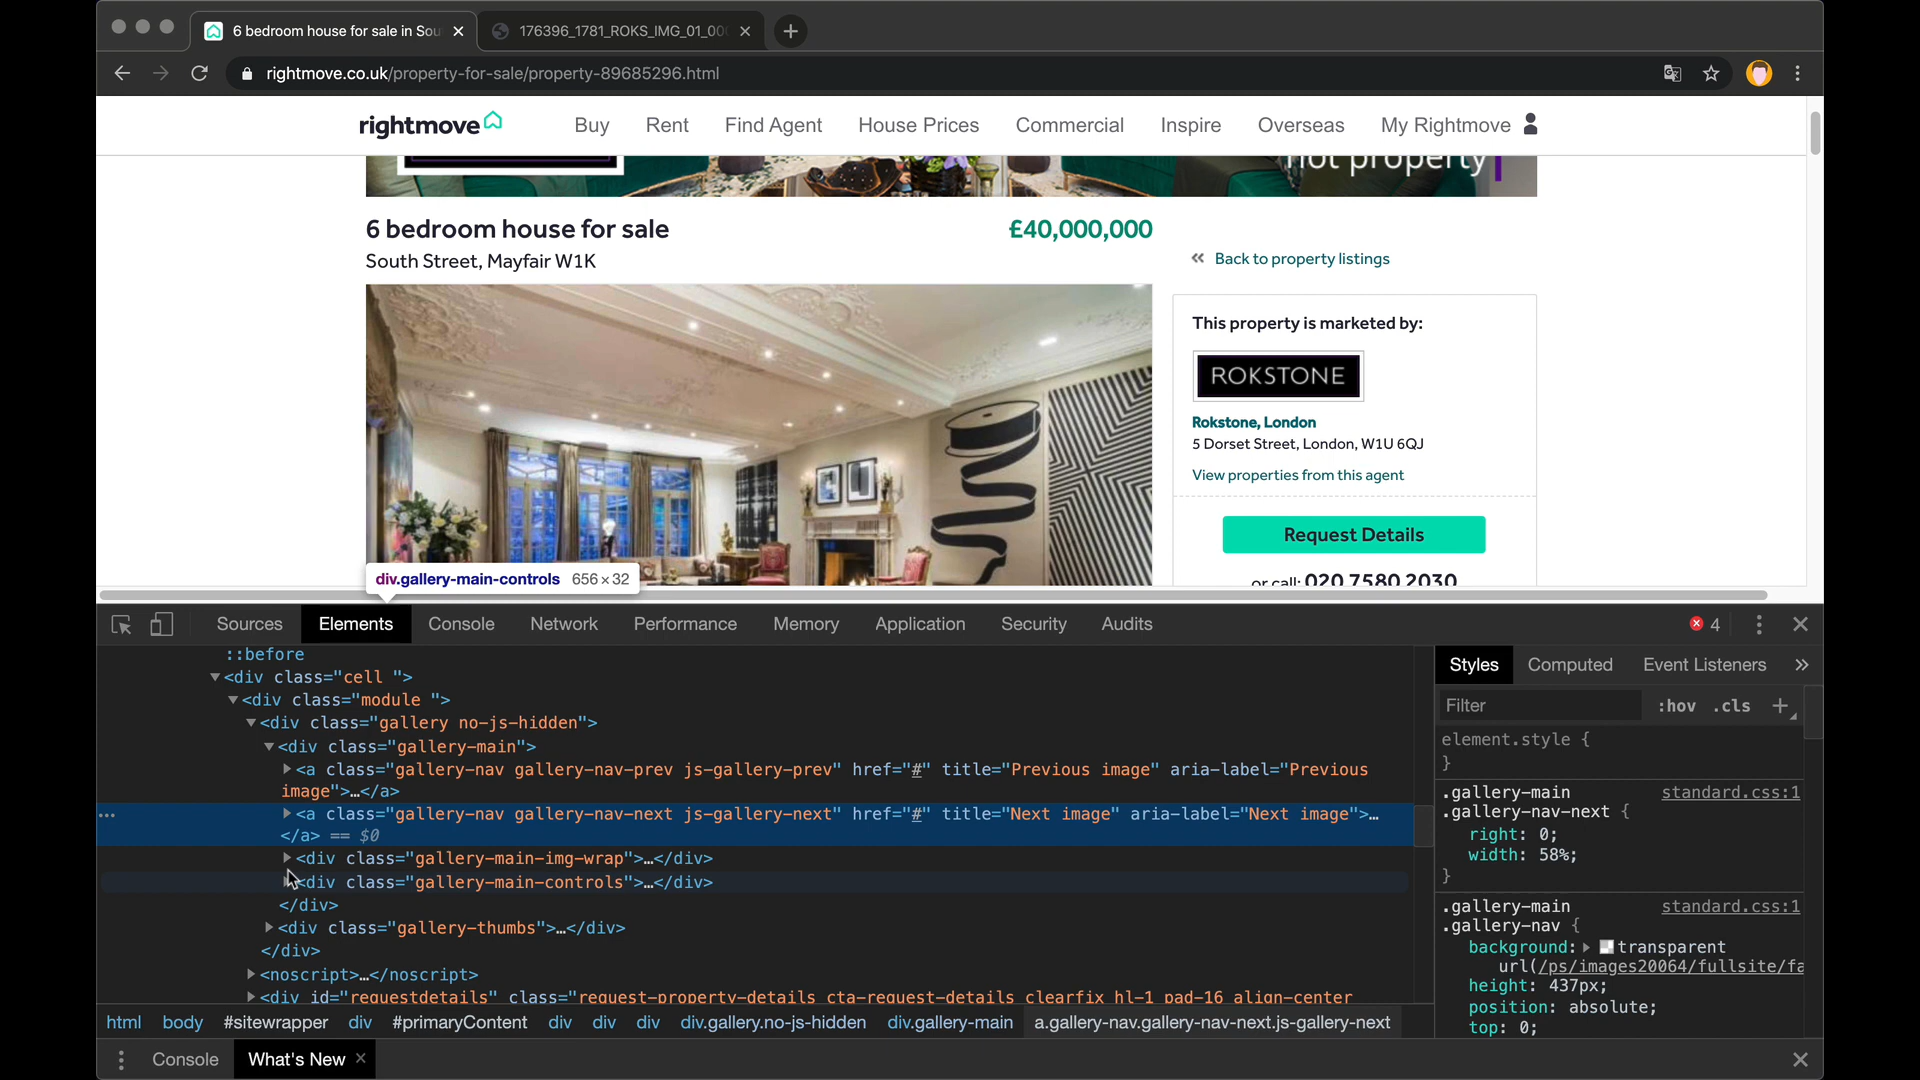 6 bedroom house for sale in Sou
176396_1781_ROKS_IMG_01_00
rightmove.co.uk/property-for-sale/property-89685296.html
rightmove
Buy
Rent
Find Agent
House Prices
Commercial
Inspire
Overseas
My Rightmove
not property
6 bedroom house for sale
£40,000,000
South Street, Mayfair W1K
« Back to property listings
This property is marketed by:
ROKSTONE
Rokstone, London
5 Dorset Street, London, W1U 6QJ
View properties from this agent
Request Details
or call: 020 7580 2030
div.gallery-main-controls 656×32
Sources
Elements
Console
Network
Performance
Memory
Application
Security
Audits
4
::before
<div class="cell ">
<div class="module ">
<div class="gallery no-js-hidden">
<div class="gallery-main">
<a class="gallery-nav gallery-nav-prev js-gallery-prev" href="#" title="Previous image" aria-label="Previous
image">…</a>
<a class="gallery-nav gallery-nav-next js-gallery-next" href="#" title="Next image" aria-label="Next image">…
</a> == $0
<div class="gallery-main-img-wrap">…</div>
<div class="gallery-main-controls">…</div>
</div>
<div class="gallery-thumbs">…</div>
</div>
<noscript>…</noscript>
<div id="requestdetails" class="request-property-details cta-request-details clearfix hl-1 pad-16 align-center
html
body
#sitewrapper
div
#primaryContent
div
div
div
div.gallery.no-js-hidden
div.gallery-main
a.gallery-nav.gallery-nav-next.js-gallery-next
Styles
Computed
Event Listeners
»
Filter
:hov
.cls
+
element.style {
}
.gallery-main standard.css:1
.gallery-nav-next {
right: 0;
width: 58%;
}
.gallery-main standard.css:1
.gallery-nav {
background: transparent
url(/ps/images20064/fullsite/fa
height: 437px;
position: absolute;
top: 0;
Console
What's New